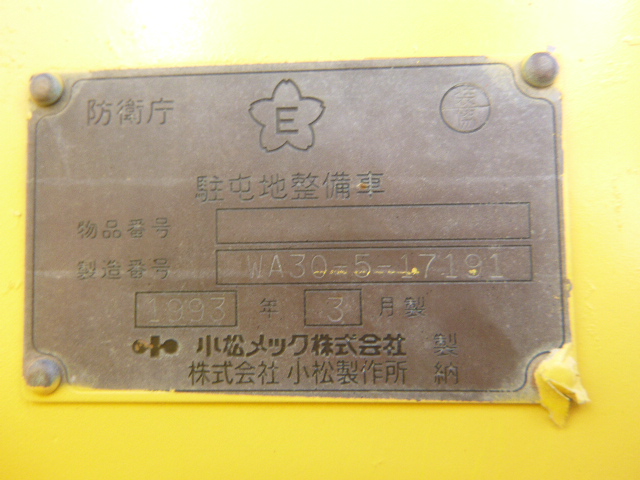 防衛庁 E
駐屯地整備車
物品番号
製造番号 WA30-5-17191
1993 年 3 月製
小松メック株式会社 製
株式会社 小松製作所 納